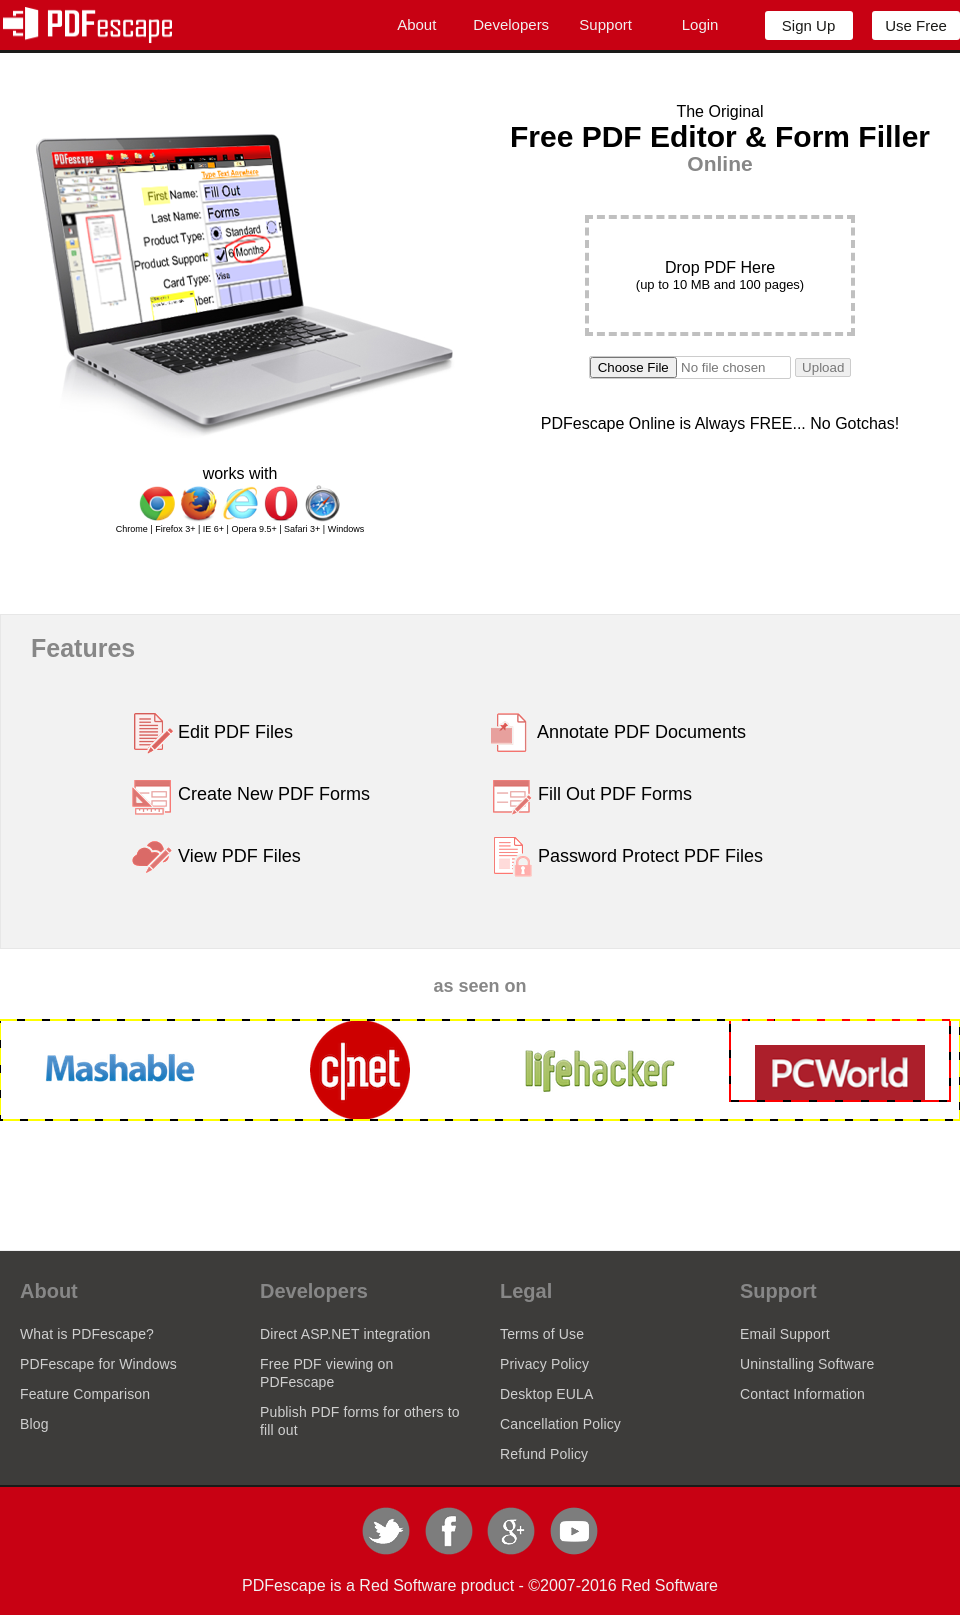 PDFescape
About Developers Support Login Sign Up Use Free
The Original
Free PDF Editor & Form Filler
Online
PDFescape
Type Text Anywhere
First Name: Fill Out
Last Name: Forms
Product Type: Standard
Product Support: 6 Months
Card Type: Visa
Drop PDF Here
(up to 10 MB and 100 pages)
Choose File No file chosen Upload
PDFescape Online is Always FREE... No Gotchas!
works with
Chrome | Firefox 3+ | IE 6+ | Opera 9.5+ | Safari 3+ | Windows
Features
Edit PDF Files Annotate PDF Documents
Create New PDF Forms Fill Out PDF Forms
View PDF Files Password Protect PDF Files
as seen on
Mashable c|net lifehacker PCWorld
About
What is PDFescape?
PDFescape for Windows
Feature Comparison
Blog
Developers
Direct ASP.NET integration
Free PDF viewing on
PDFescape
Publish PDF forms for others to
fill out
Legal
Terms of Use
Privacy Policy
Desktop EULA
Cancellation Policy
Refund Policy
Support
Email Support
Uninstalling Software
Contact Information
PDFescape is a Red Software product - ©2007-2016 Red Software